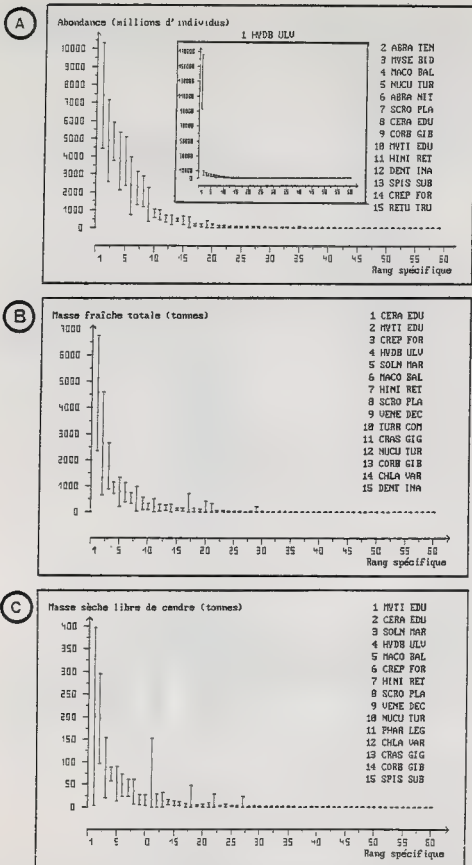 A
Abondance (millions d'individus)
1 HYDB ULV
2 ABRA TEN
3 MYSE BID
4 MACO BAL
5 NUCU TUR
6 ABRA NIT
7 SCRO PLA
8 CERA EDU
9 CORB GIB
10 MYTI EDU
11 HINI RET
12 DENT INA
13 SPIS SUB
14 CREP FOR
15 RETU TRU
10000
9000
8000
7000
6000
5000
4000
3000
2000
1000
0
1 5 10 15 20 25 30 35 40 45 50 55 60
Rang spécifique
B
Masse fraîche totale (tonnes)
1 CERA EDU
2 MYTI EDU
3 CREP FOR
4 HYDB ULV
5 SOLN MAR
6 MACO BAL
7 HINI RET
8 SCRO PLA
9 VENE DEC
10 TURR COM
11 CRAS GIG
12 NUCU TUR
13 CORB GIB
14 CHLA VAR
15 DENT INA
7000
6000
5000
4000
3000
2000
1000
0
1 5 10 15 20 25 30 35 40 45 50 55 60
Rang spécifique
C
Masse sèche libre de cendre (tonnes)
1 MYTI EDU
2 CERA EDU
3 SOLN MAR
4 HYDB ULV
5 MACO BAL
6 CREP FOR
7 HINI RET
8 SCRO PLA
9 VENE DEC
10 NUCU TUR
11 PHAR LEG
12 CHLA VAR
13 CRAS GIG
14 CORB GIB
15 SPIS SUB
400
350
300
250
200
150
100
50
0
1 5 0 15 20 25 30 35 40 45 50 55 60
Rang spécifique